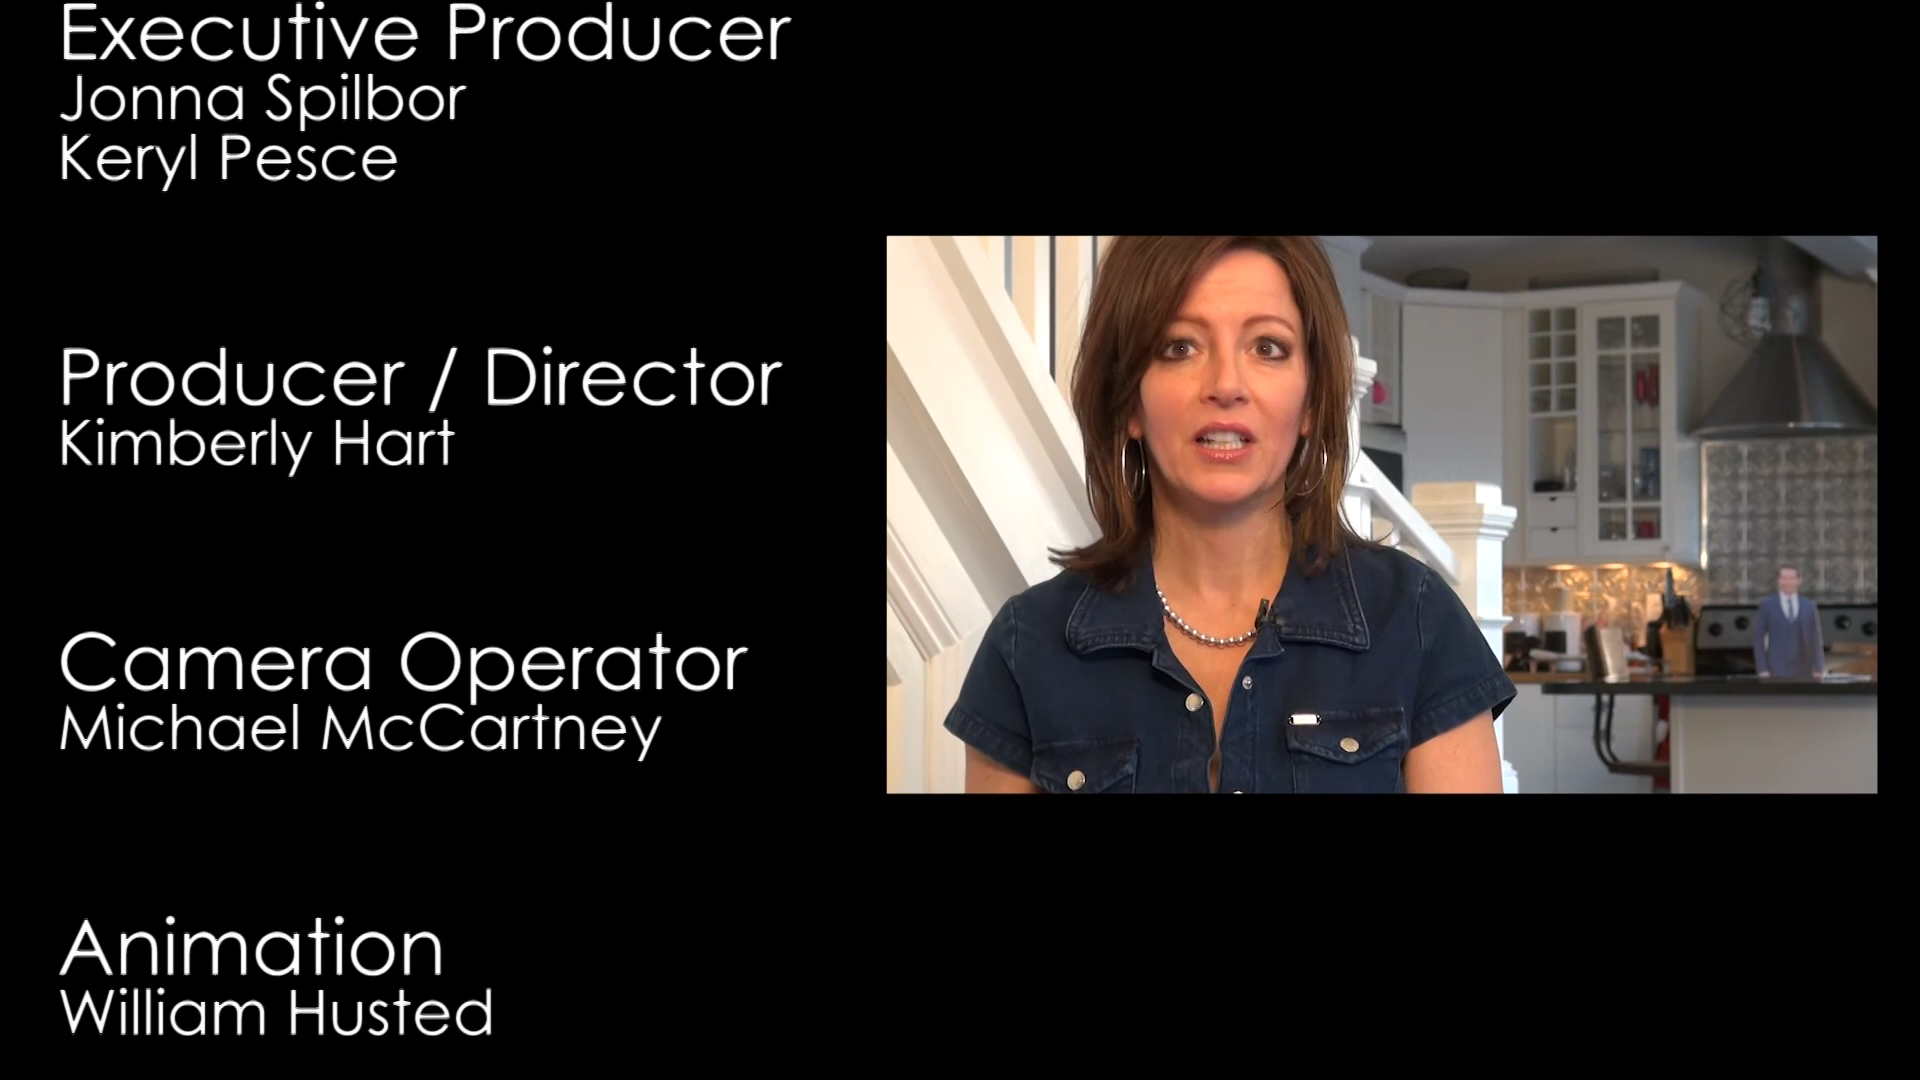 Executive Producer
Jonna Spilbor
Keryl Pesce
Producer / Director
Kimberly Hart
Camera Operator
Michael McCartney
Animation
William Husted